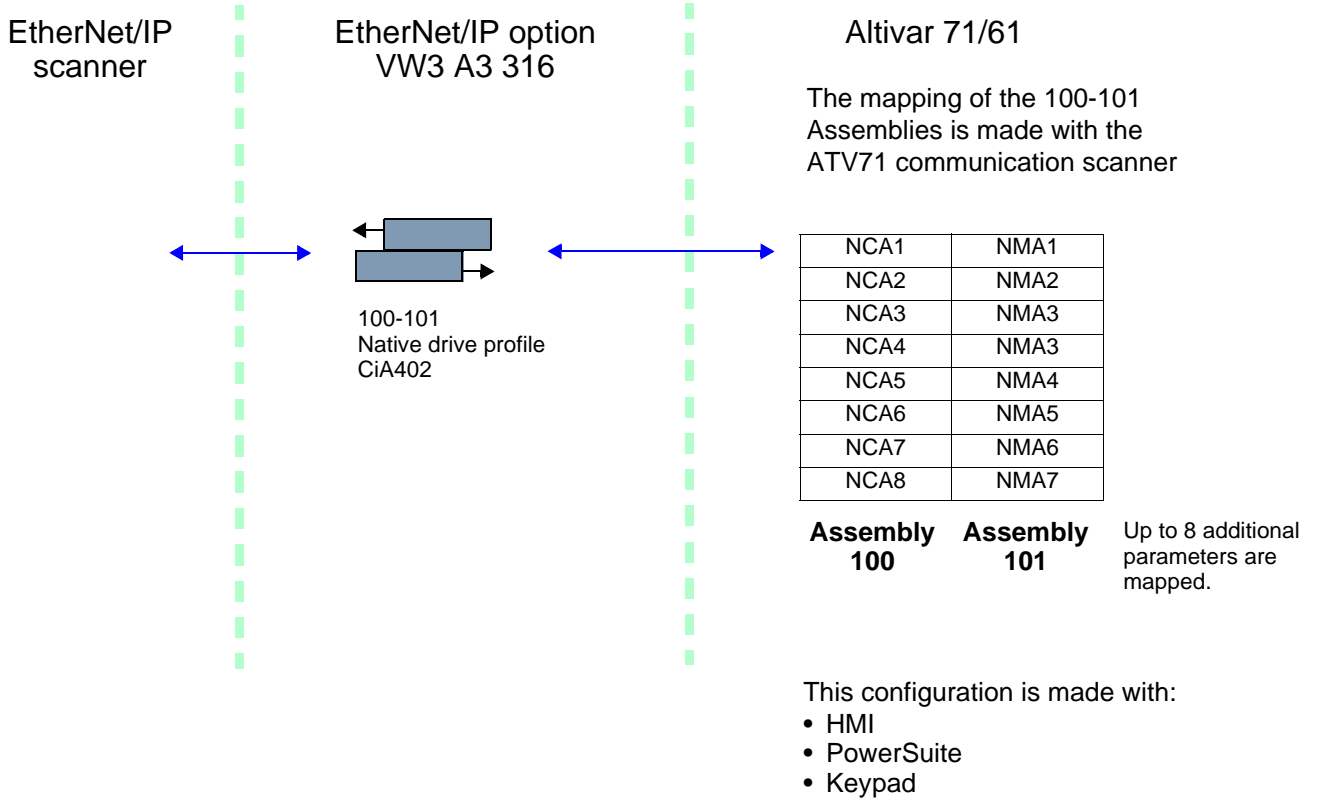 EtherNet/IP
scanner
EtherNet/IP option
VW3 A3 316
Altivar 71/61
The mapping of the 100-101
Assemblies is made with the
ATV71 communication scanner
100-101
Native drive profile
CiA402
NCA1 NMA1
NCA2 NMA2
NCA3 NMA3
NCA4 NMA3
NCA5 NMA4
NCA6 NMA5
NCA7 NMA6
NCA8 NMA7
Assembly
100
Assembly
101
Up to 8 additional
parameters are
mapped.
This configuration is made with:
• HMI
• PowerSuite
• Keypad